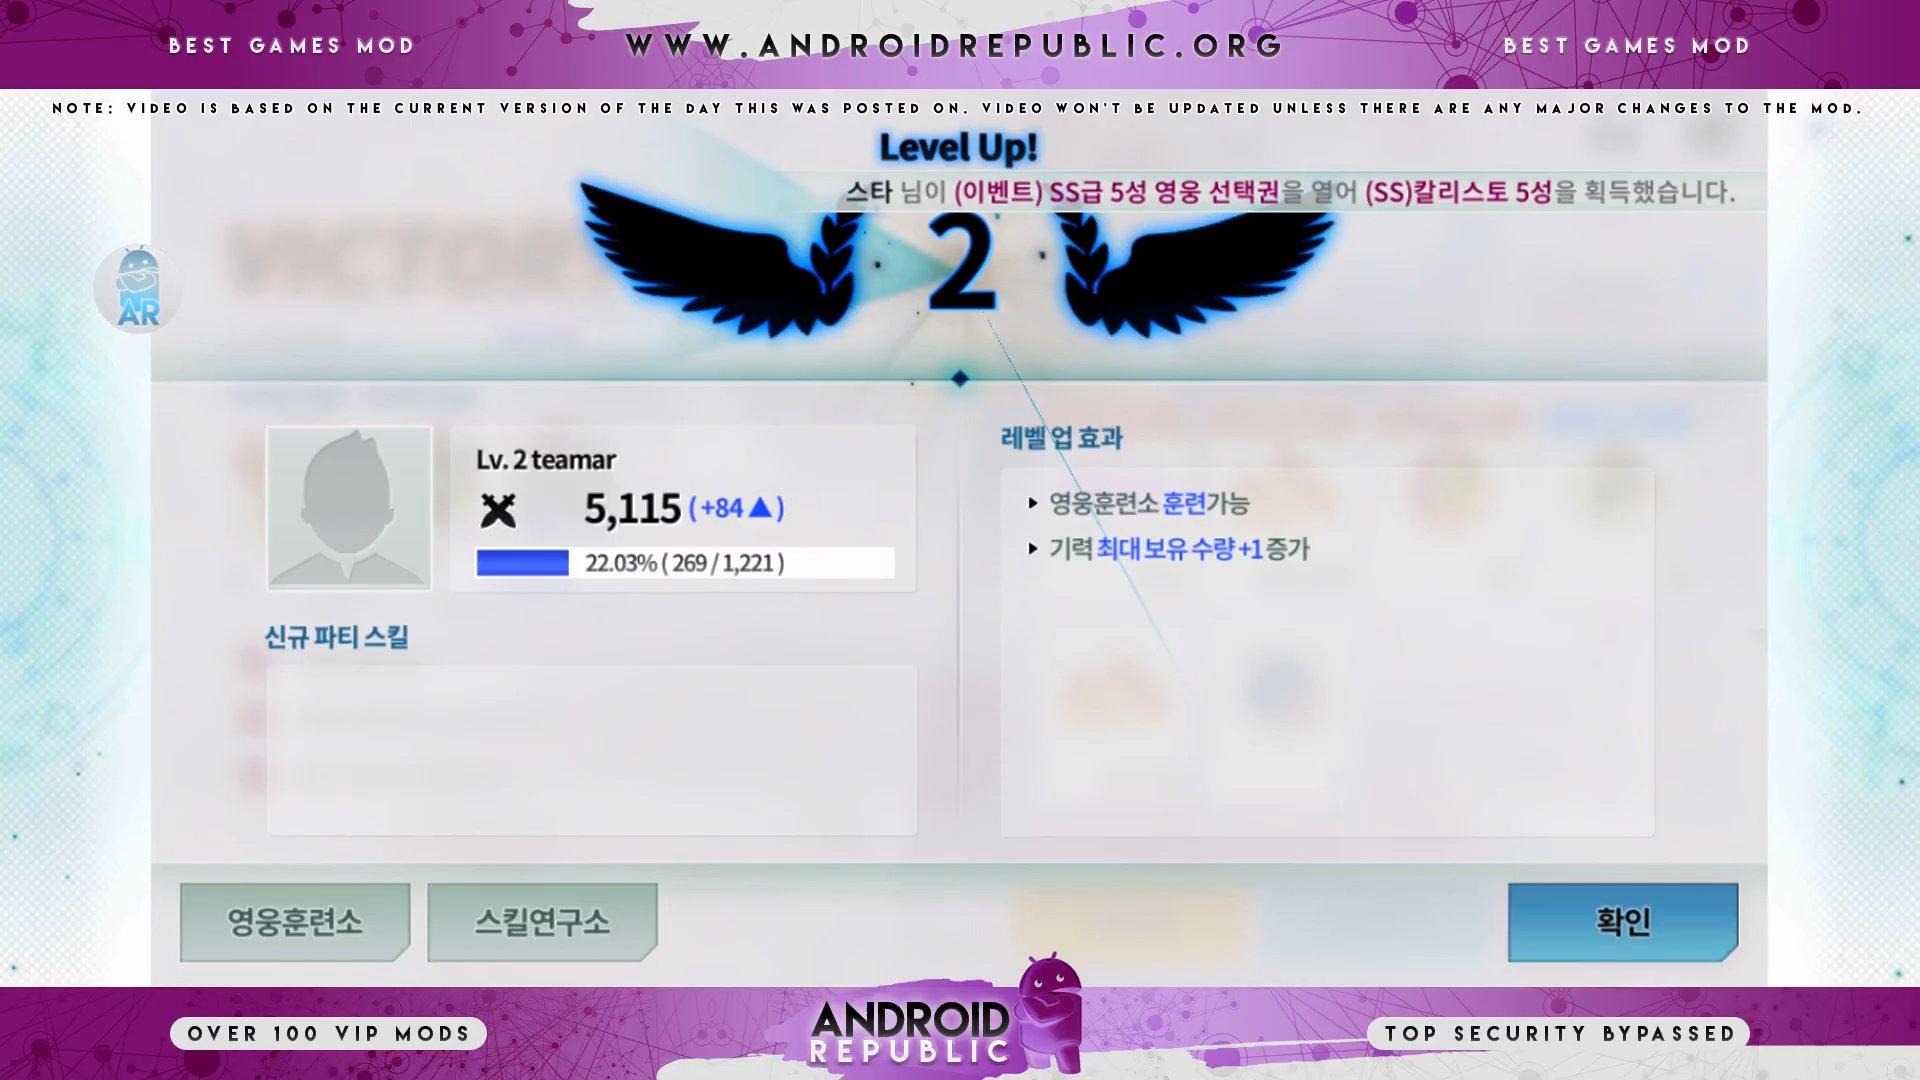 BEST GAMES MOD
WWW.ANDROIDREPUBLIC.ORG
BEST GAMES MOD
NOTE: VIDEO IS BASED ON THE CURRENT VERSION OF THE DAY THIS WAS POSTED ON. VIDEO WON'T BE UPDATED UNLESS THERE ARE ANY MAJOR CHANGES TO THE MOD.
Level Up!
스타 님이 (이벤트) SS급 5성 영웅 선택권을 열어 (SS)칼리스토 5성을 획득했습니다.
2
VICTORY
AR
Lv. 2 teamar
5,115 ( +84 ▲ )
22.03% ( 269 / 1,221 )
신규 파티 스킬
레벨 업 효과
영웅훈련소 훈련가능
기력 최대 보유 수량 +1 증가
영웅훈련소
스킬연구소
확인
OVER 100 VIP MODS
ANDROID
REPUBLIC
TOP SECURITY BYPASSED